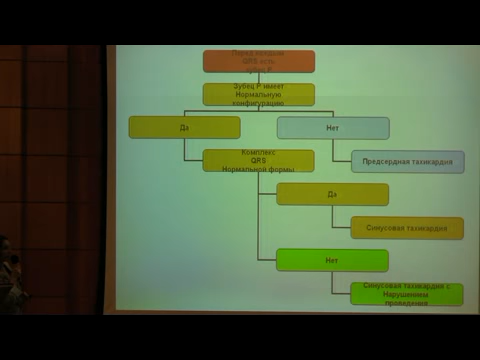 Перед каждым
QRS есть
зубец P
Зубец P имеет
Нормальную
конфигурацию
Да
Нет
Комплекс
QRS
Нормальной формы
Предсердная тахикардия
Да
Синусовая тахикардия
Нет
Синусовая тахикардия с
Нарушением
проведения